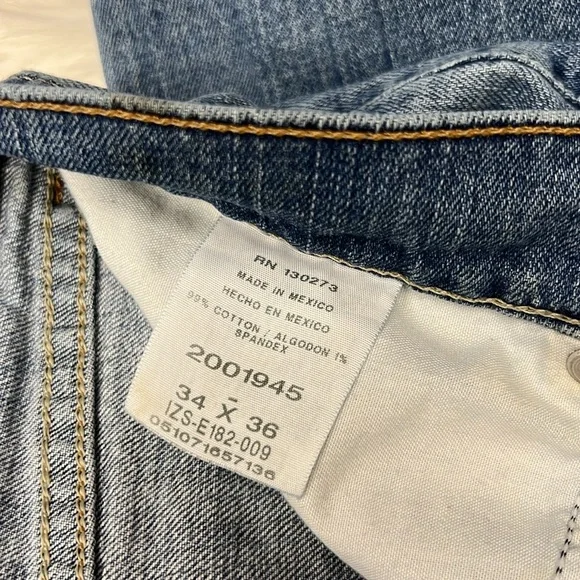 RN 130273
MADE IN MEXICO
HECHO EN MEXICO
99% COTTON / ALGODON 1%
SPANDEX
2001945
-
34 X 36
IZS-E182-009
051071657136